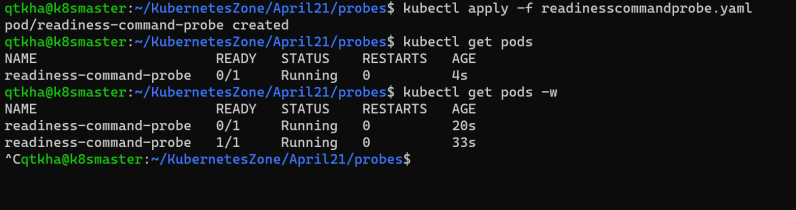 qtkha@k8smaster:~/KubernetesZone/April21/probes$ kubectl apply -f readinesscommandprobe.yaml
pod/readiness-command-probe created
qtkha@k8smaster:~/KubernetesZone/April21/probes$ kubectl get pods
NAME                      READY   STATUS    RESTARTS   AGE
readiness-command-probe   0/1     Running   0          4s
qtkha@k8smaster:~/KubernetesZone/April21/probes$ kubectl get pods -w
NAME                      READY   STATUS    RESTARTS   AGE
readiness-command-probe   0/1     Running   0          20s
readiness-command-probe   1/1     Running   0          33s
^Cqtkha@k8smaster:~/KubernetesZone/April21/probes$